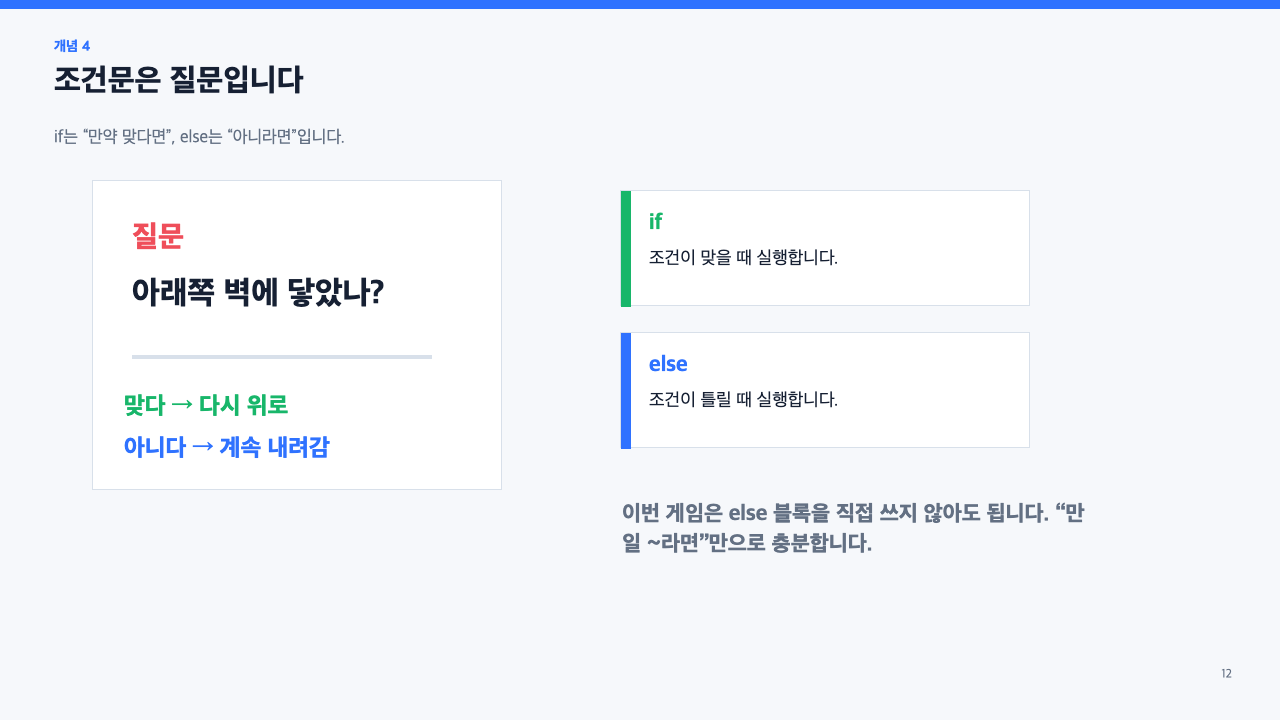 개념 4
조건문은 질문입니다
if는 “만약 맞다면”, else는 “아니라면”입니다.
질문
아래쪽 벽에 닿았나?
맞다 → 다시 위로
아니다 → 계속 내려감
if
조건이 맞을 때 실행합니다.
else
조건이 틀릴 때 실행합니다.
이번 게임은 else 블록을 직접 쓰지 않아도 됩니다. “만
일 ~라면”만으로 충분합니다.
12